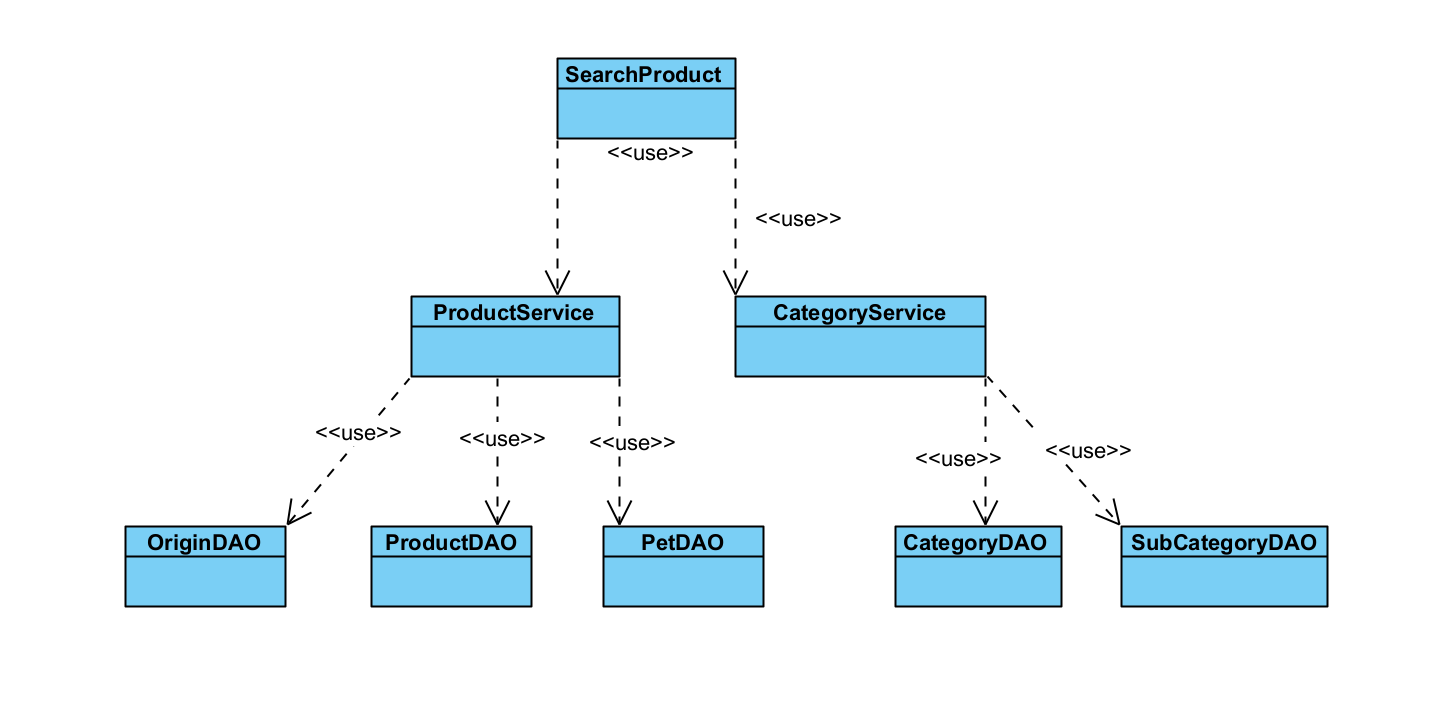 SearchProduct
<<use>>
<<use>>
ProductService
CategoryService
<<use>>
<<use>>
<<use>>
<<use>>
<<use>>
OriginDAO
ProductDAO
PetDAO
CategoryDAO
SubCategoryDAO